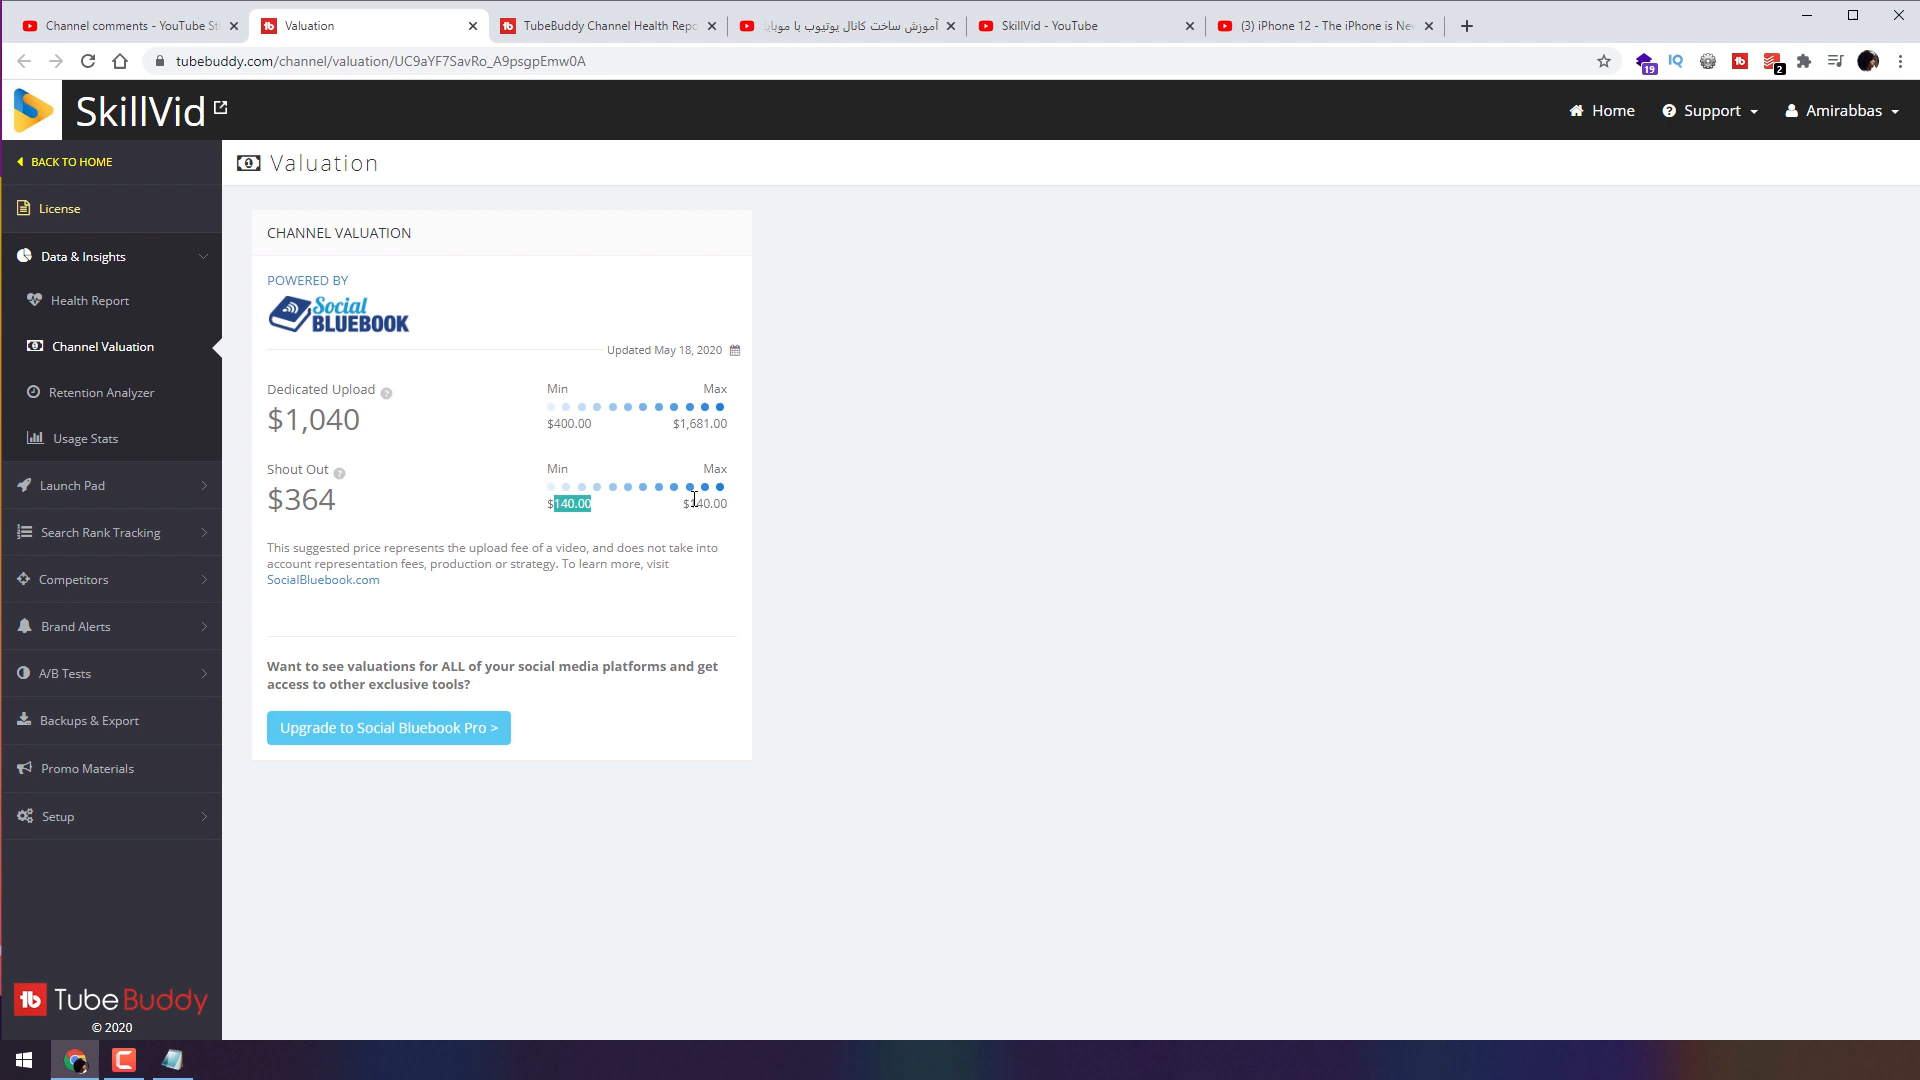 Channel comments - YouTube St
Valuation
TubeBuddy Channel Health Repo
آموزش ساخت کانال یوتیوب با موبایل
SkillVid - YouTube
(3) iPhone 12 - The iPhone is Nev
tubebuddy.com/channel/valuation/UC9aYF7SavRo_A9psgpEmw0A
19
IQ
2
SkillVid
Home
Support
Amirabbas
BACK TO HOME
Valuation
License
Data & Insights
Health Report
Channel Valuation
Retention Analyzer
Usage Stats
Launch Pad
Search Rank Tracking
Competitors
Brand Alerts
A/B Tests
Backups & Export
Promo Materials
Setup
TubeBuddy
© 2020
CHANNEL VALUATION
POWERED BY
Social
BLUEBOOK
Updated May 18, 2020
Dedicated Upload
$1,040
Min Max
$400.00 $1,681.00
Shout Out
$364
Min Max
$140.00 $140.00
This suggested price represents the upload fee of a video, and does not take into
account representation fees, production or strategy. To learn more, visit
SocialBluebook.com
Want to see valuations for ALL of your social media platforms and get
access to other exclusive tools?
Upgrade to Social Bluebook Pro >